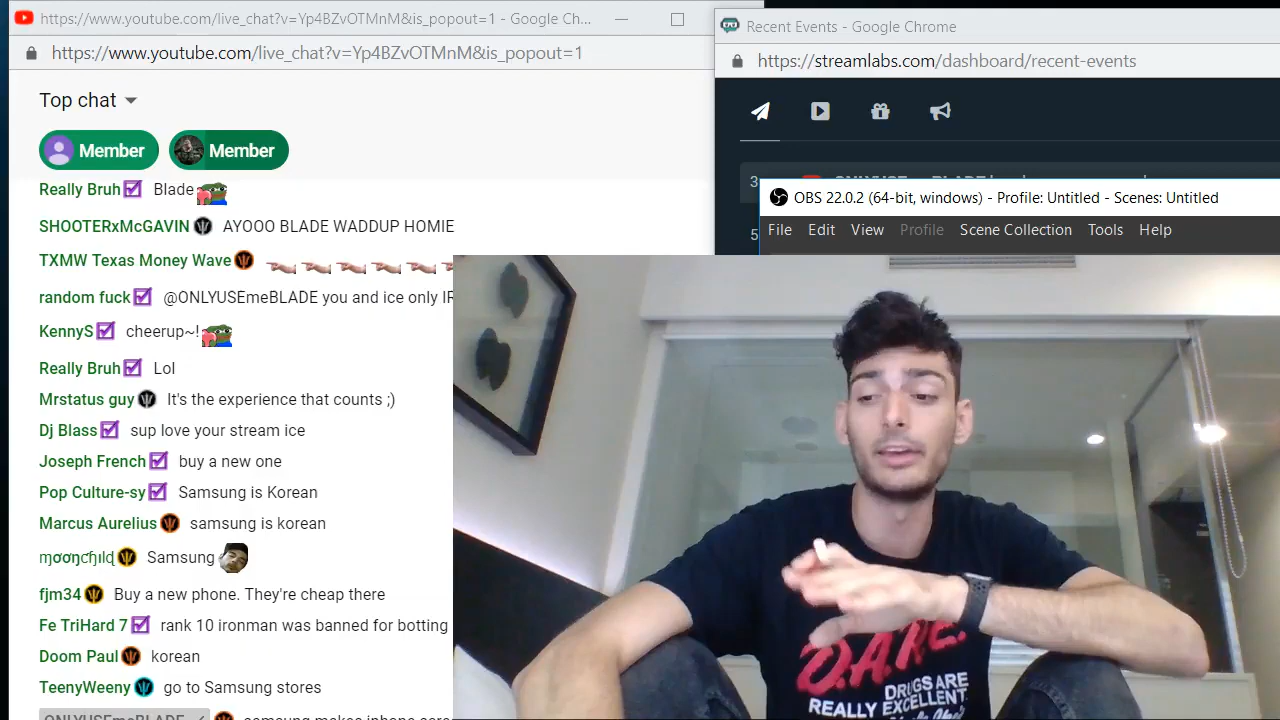 https://www.youtube.com/live_chat?v=Yp4BZvOTMnM&is_popout=1 - Google Ch...
https://www.youtube.com/live_chat?v=Yp4BZvOTMnM&is_popout=1
Top chat
Member
Member
Really Bruh Blade
SHOOTERxMcGAVIN AYOOO BLADE WADDUP HOMIE
TXMW Texas Money Wave
random fuck @ONLYUSEmeBLADE you and ice only
KennyS cheerup~!
Really Bruh Lol
Mrstatus guy It's the experience that counts ;)
Dj Blass sup love your stream ice
Joseph French buy a new one
Pop Culture-sy Samsung is Korean
Marcus Aurelius samsung is korean
Samsung
fjm34 Buy a new phone. They're cheap there
Fe TriHard 7 rank 10 ironman was banned for botting
Doom Paul korean
TeenyWeeny go to Samsung stores
ONLYUSEmeBLADE samsung makes
Recent Events - Google Chrome
https://streamlabs.com/dashboard/recent-events
3
5
OBS 22.0.2 (64-bit, windows) - Profile: Untitled - Scenes: Untitled
File Edit View Profile Scene Collection Tools Help
D.A.R.E.
DRUGS ARE
REALLY EXCELLENT.